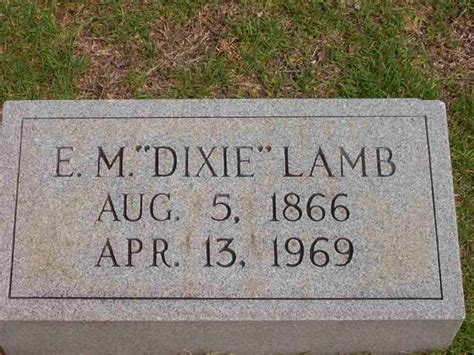 E. M. "DIXIE" LAMB
AUG. 5, 1866
APR. 13, 1969